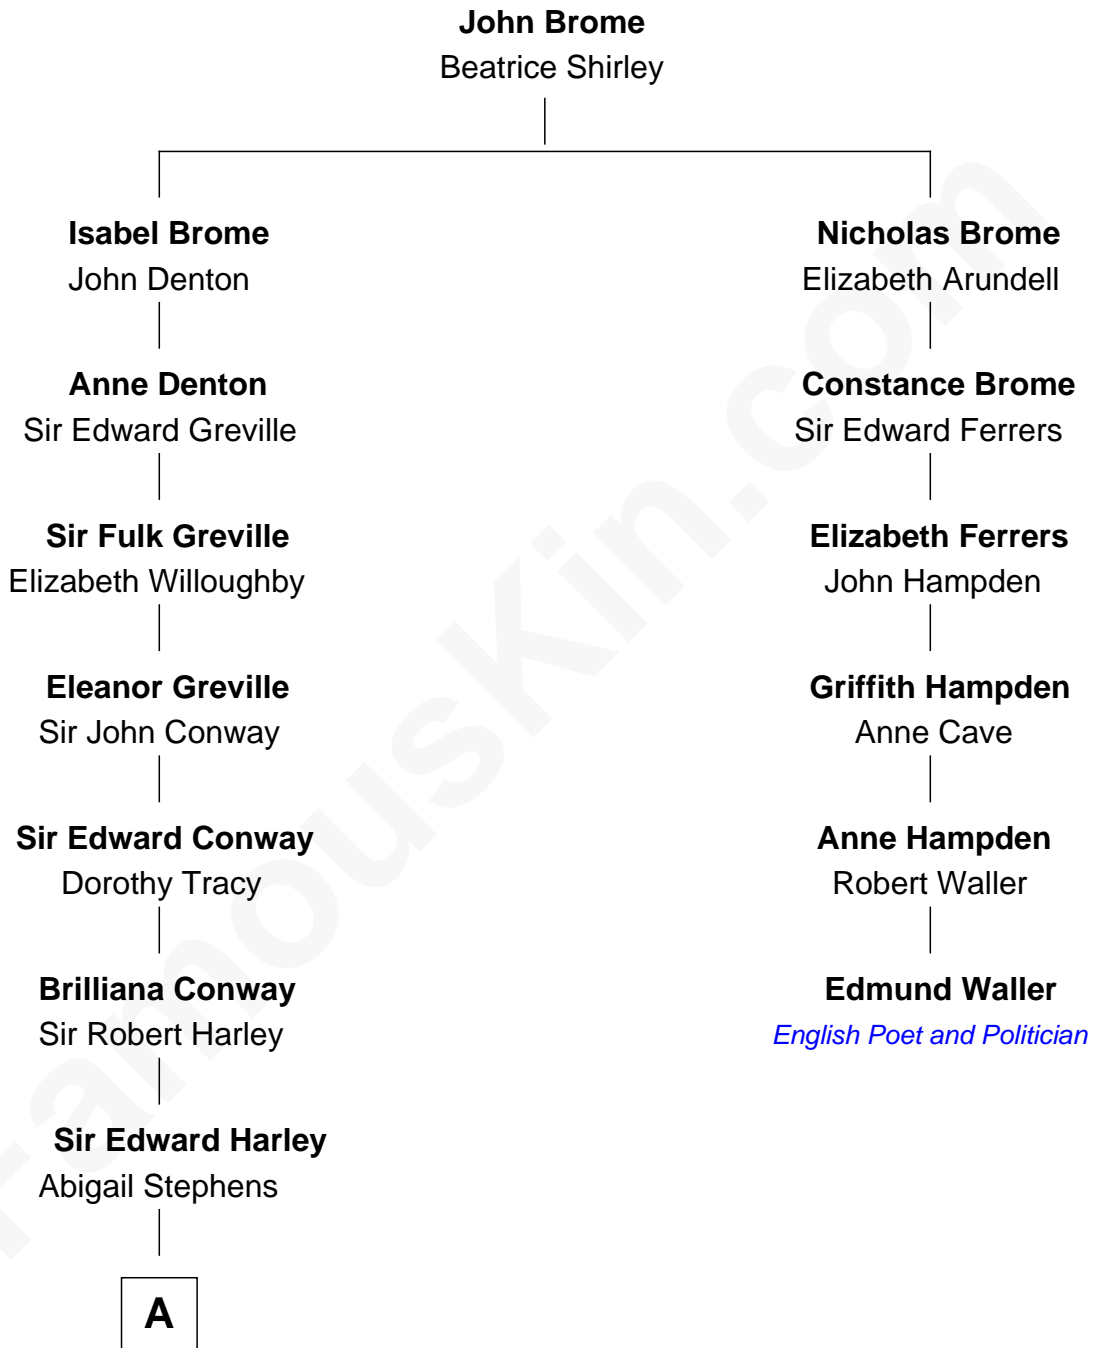 John Brome
Beatrice Shirley
Isabel Brome
John Denton
Anne Denton
Sir Edward Greville
Sir Fulk Greville
Elizabeth Willoughby
Eleanor Greville
Sir John Conway
Sir Edward Conway
Dorothy Tracy
Brilliana Conway
Sir Robert Harley
Sir Edward Harley
Abigail Stephens
A
Nicholas Brome
Elizabeth Arundell
Constance Brome
Sir Edward Ferrers
Elizabeth Ferrers
John Hampden
Griffith Hampden
Anne Cave
Anne Hampden
Robert Waller
Edmund Waller
English Poet and Politician
FamousKin.com